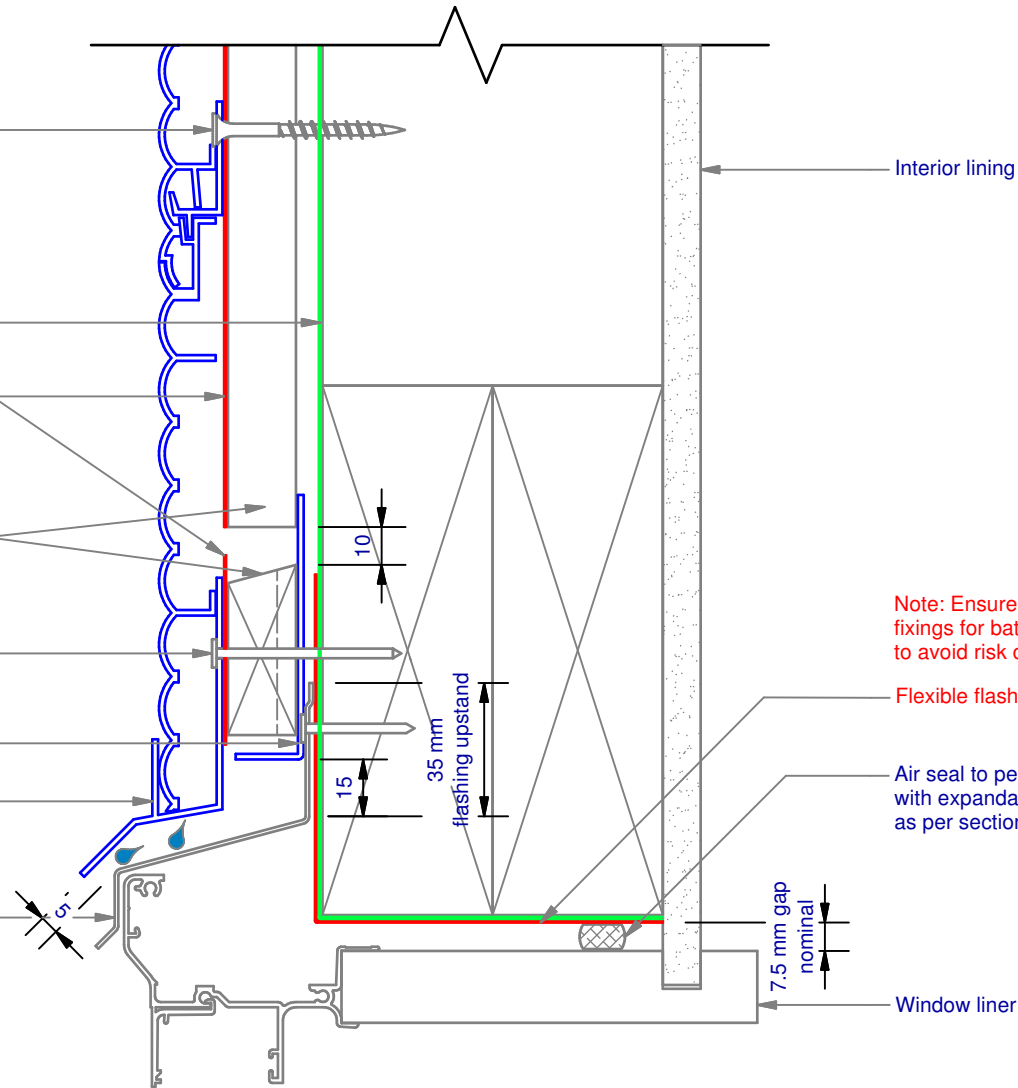 Interior lining
10
Note: Ensure
fixings for bat
to avoid risk o
Flexible flash
35 mm
flashing upstand
15
Air seal to pe
with expanda
as per section
5
7.5 mm gap
nominal
Window liner